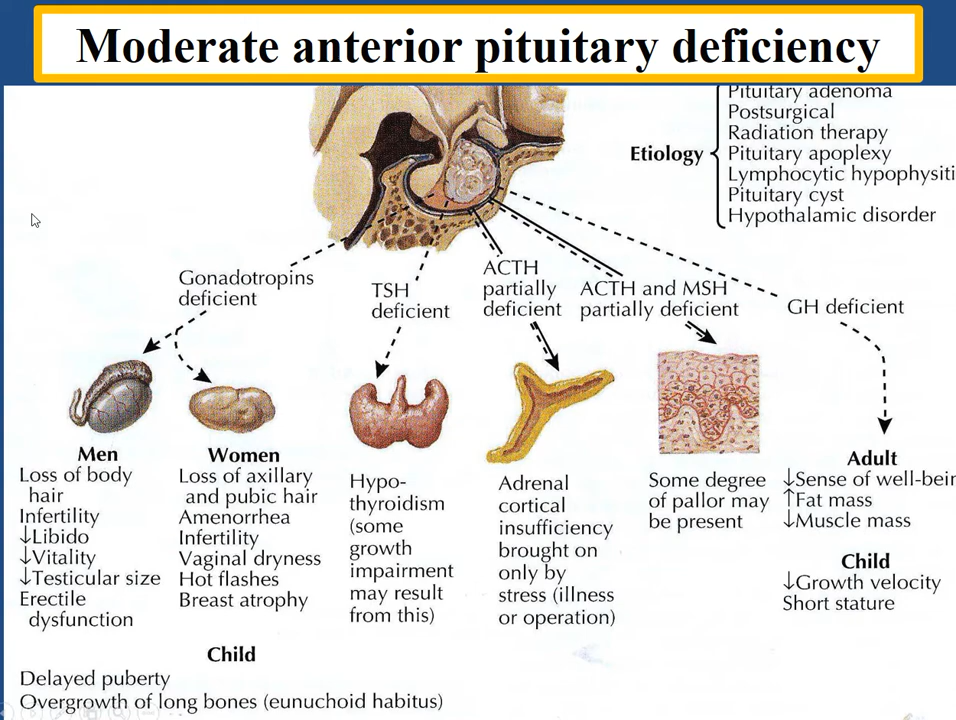 Moderate anterior pituitary deficiency
Etiology
Pituitary adenoma
Postsurgical
Radiation therapy
Pituitary apoplexy
Lymphocytic hypophysiti
Pituitary cyst
Hypothalamic disorder
Gonadotropins
deficient
TSH
deficient
ACTH
partially
deficient
ACTH and MSH
partially deficient
GH deficient
Men
Loss of body
hair
Infertility
↓Libido
↓Vitality
↓Testicular size
Erectile
dysfunction
Women
Loss of axillary
and pubic hair
Amenorrhea
Infertility
Vaginal dryness
Hot flashes
Breast atrophy
Child
Delayed puberty
Overgrowth of long bones (eunuchoid habitus)
Hypo-
thyroidism
(some
growth
impairment
may result
from this)
Adrenal
cortical
insufficiency
brought on
only by
stress (illness
or operation)
Some degree
of pallor may
be present
Adult
↓Sense of well-bein
↑Fat mass
↓Muscle mass
Child
↓Growth velocity
Short stature